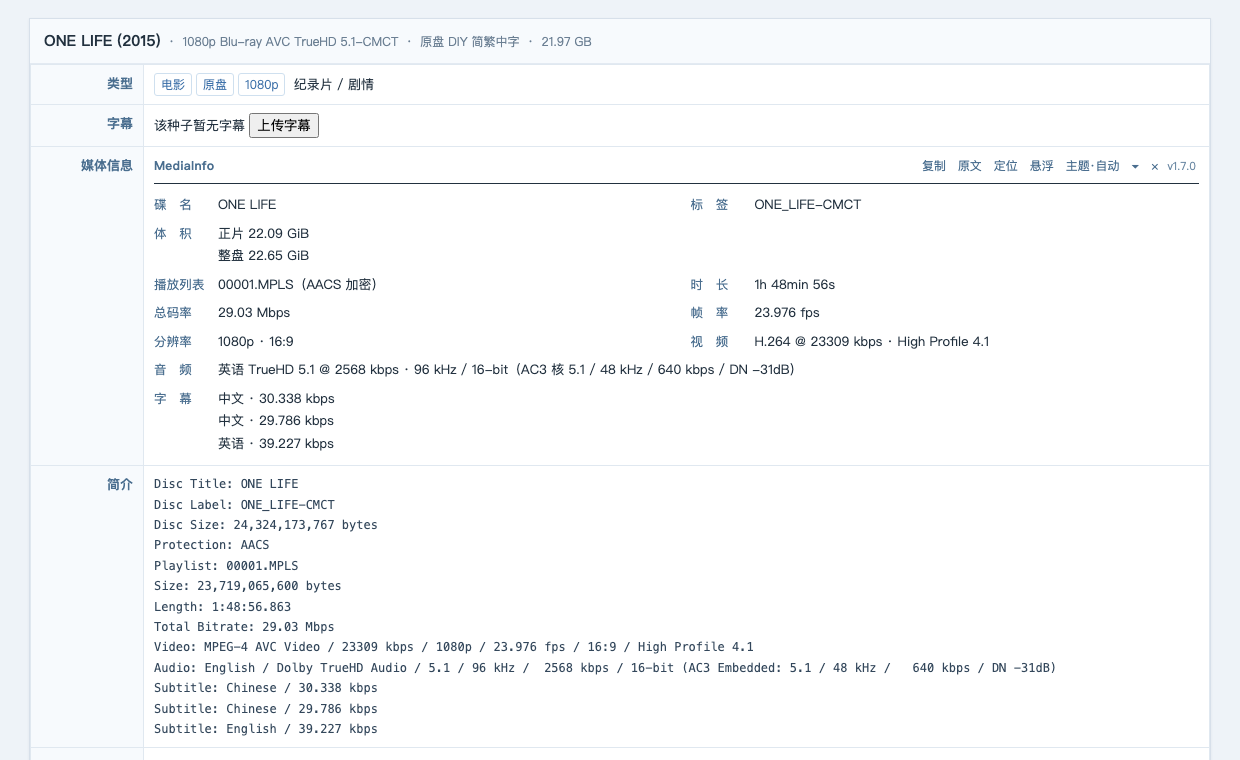 ONE LIFE (2015) · 1080p Blu-ray AVC TrueHD 5.1-CMCT · 原盘 DIY 简繁中字 · 21.97 GB
类型 电影 原盘 1080p 纪录片 / 剧情
字幕 该种子暂无字幕 上传字幕
媒体信息 MediaInfo 复制 原文 定位 悬浮 主题·自动 ▾ × v1.7.0
碟 名 ONE LIFE 标 签 ONE_LIFE-CMCT
体 积 正片 22.09 GiB
整盘 22.65 GiB
播放列表 00001.MPLS（AACS 加密） 时 长 1h 48min 56s
总码率 29.03 Mbps 帧 率 23.976 fps
分辨率 1080p · 16:9 视 频 H.264 @ 23309 kbps · High Profile 4.1
音 频 英语 TrueHD 5.1 @ 2568 kbps · 96 kHz / 16-bit（AC3 核 5.1 / 48 kHz / 640 kbps / DN -31dB）
字 幕 中文 · 30.338 kbps
中文 · 29.786 kbps
英语 · 39.227 kbps
简介 Disc Title: ONE LIFE
Disc Label: ONE_LIFE-CMCT
Disc Size: 24,324,173,767 bytes
Protection: AACS
Playlist: 00001.MPLS
Size: 23,719,065,600 bytes
Length: 1:48:56.863
Total Bitrate: 29.03 Mbps
Video: MPEG-4 AVC Video / 23309 kbps / 1080p / 23.976 fps / 16:9 / High Profile 4.1
Audio: English / Dolby TrueHD Audio / 5.1 / 96 kHz /  2568 kbps / 16-bit (AC3 Embedded: 5.1 / 48 kHz /   640 kbps / DN -31dB)
Subtitle: Chinese / 30.338 kbps
Subtitle: Chinese / 29.786 kbps
Subtitle: English / 39.227 kbps